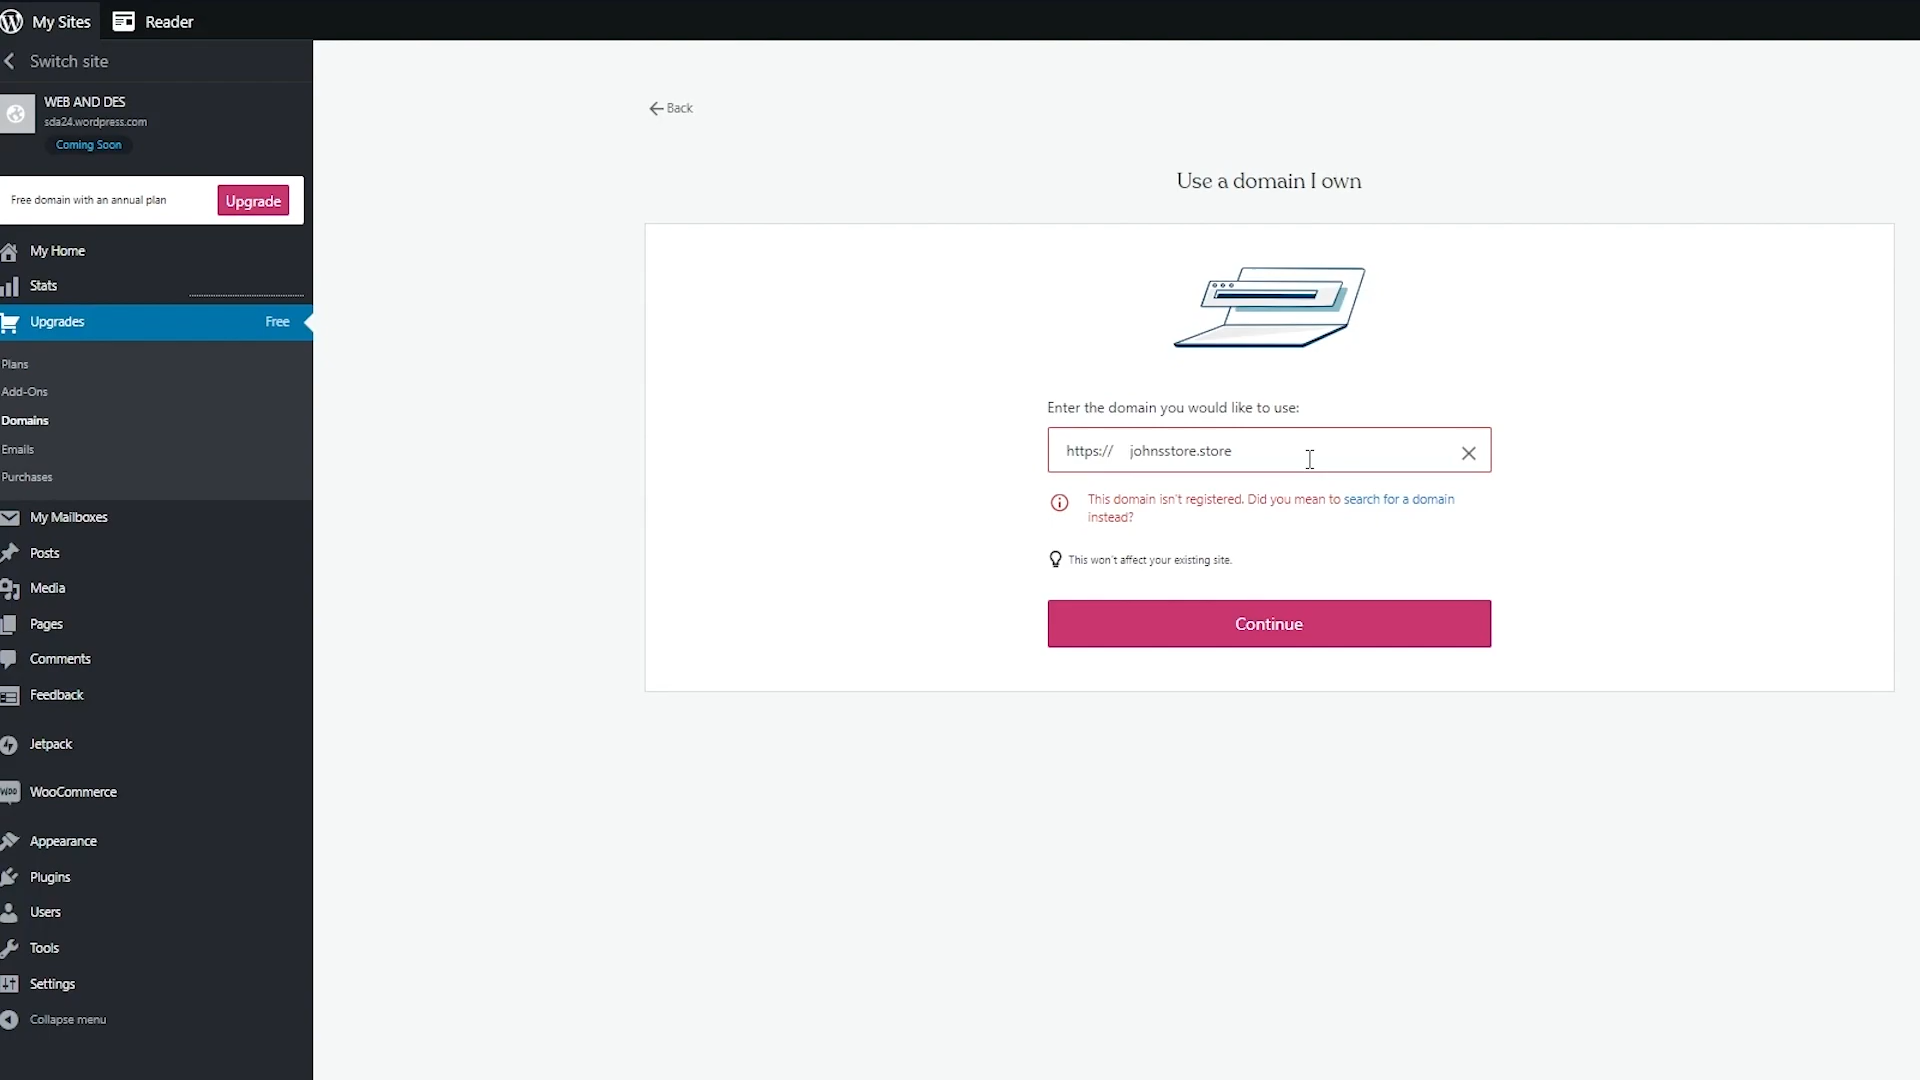 My Sites
Reader
Switch site
WEB AND DES
sda24.wordpress.com
Coming Soon
Free domain with an annual plan
Upgrade
My Home
Stats
Upgrades
Free
Plans
Add-Ons
Domains
Emails
Purchases
My Mailboxes
Posts
Media
Pages
Comments
Feedback
Jetpack
WOO
WooCommerce
Appearance
Plugins
Users
Tools
Settings
Collapse menu
Back
Use a domain I own
Enter the domain you would like to use:
https:// johnsstore.store
This domain isn't registered. Did you mean to search for a domain
instead?
This won't affect your existing site.
Continue